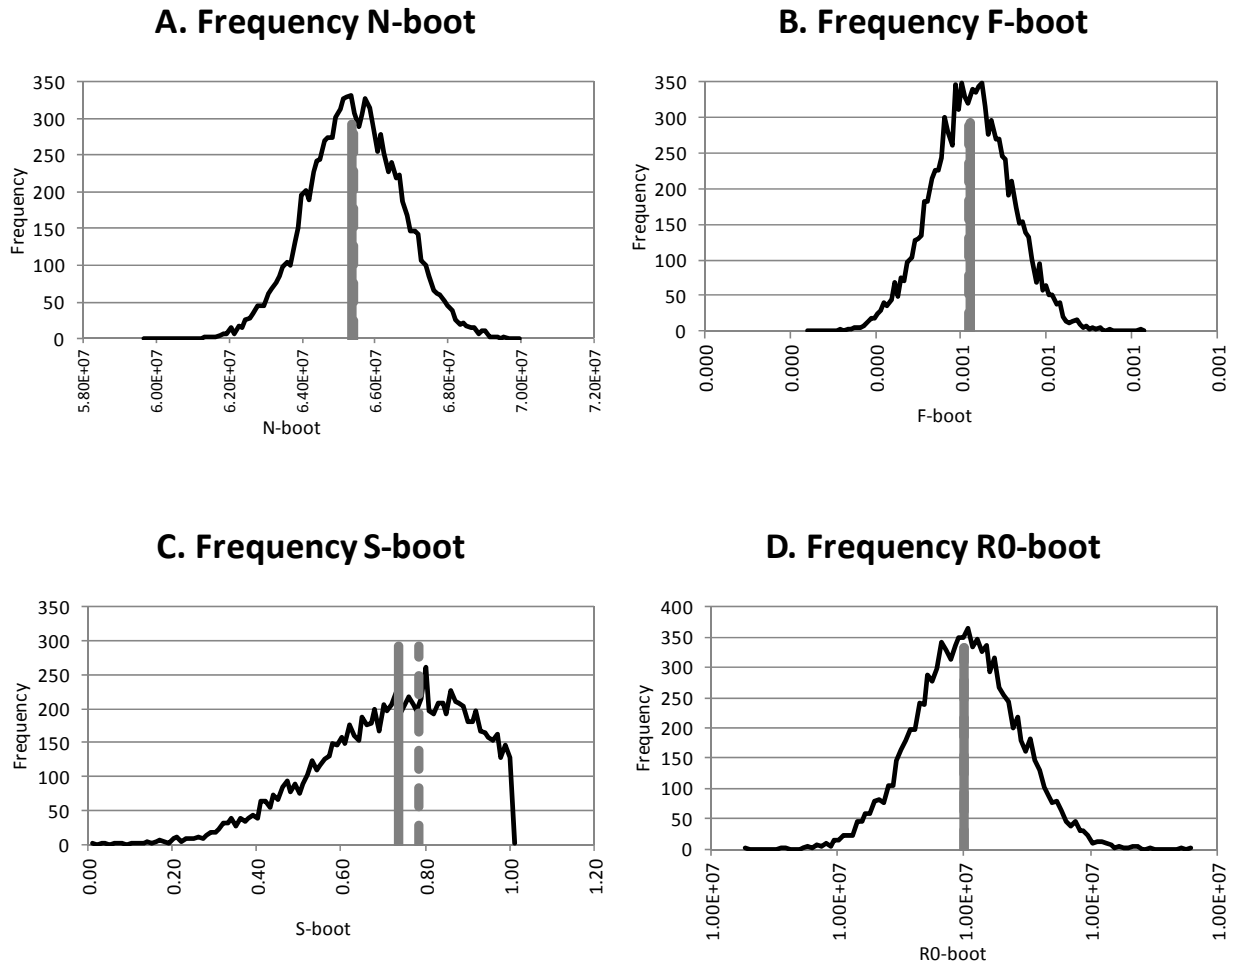 A. Frequency N-boot
350
300
250
200
150
100
50
0
Frequency
5.80E+07
6.00E+07
6.20E+07
6.40E+07
6.60E+07
6.80E+07
7.00E+07
7.20E+07
N-boot
B. Frequency F-boot
350
300
250
200
150
100
50
0
Frequency
0.000
0.000
0.000
0.001
0.001
0.001
0.001
F-boot
C. Frequency S-boot
350
300
250
200
150
100
50
0
Frequency
0.00
0.20
0.40
0.60
0.80
1.00
1.20
S-boot
D. Frequency R0-boot
400
350
300
250
200
150
100
50
0
Frequency
1.00E+07
1.00E+07
1.00E+07
1.00E+07
1.00E+07
R0-boot